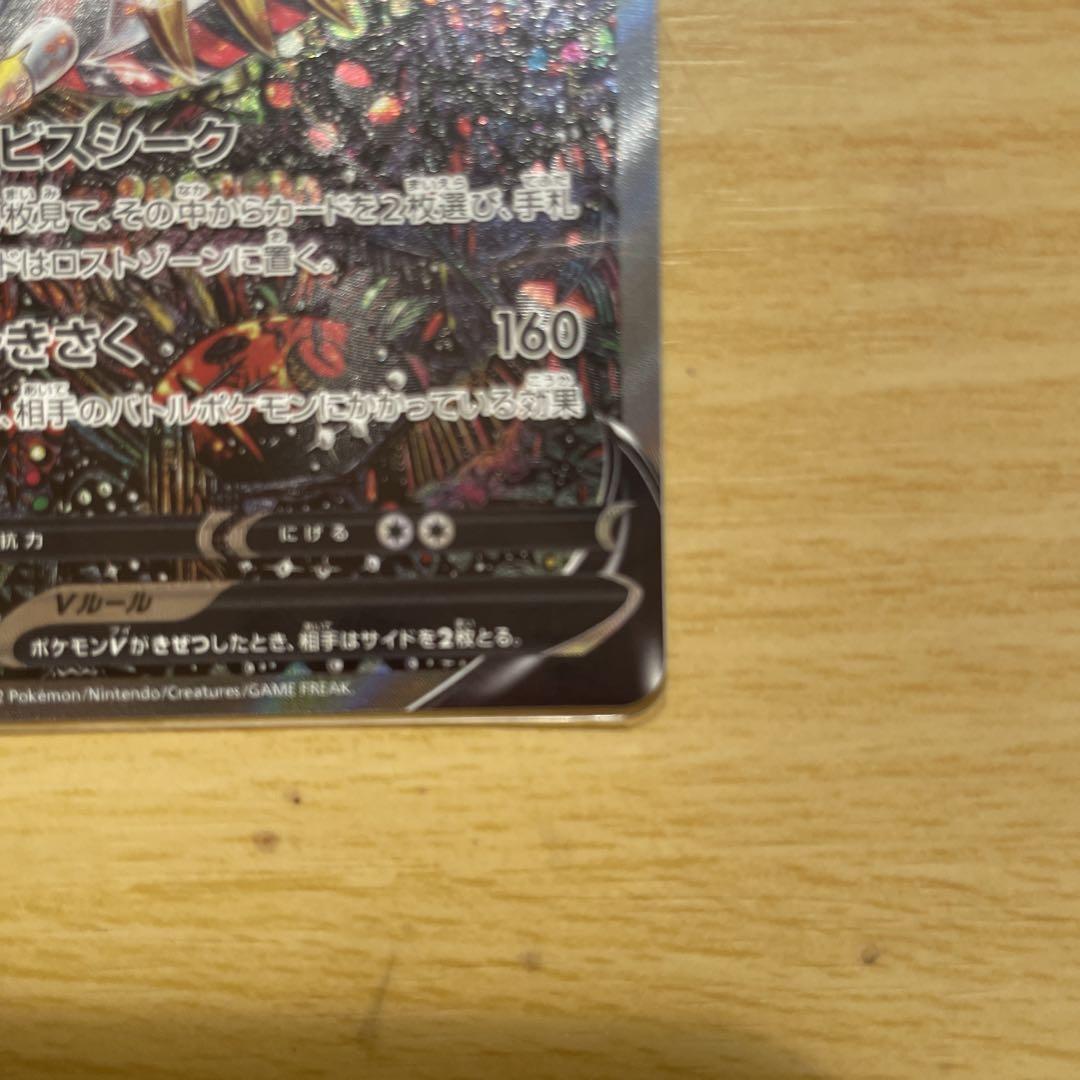 ビスシーク
枚見て、その中からカードを2枚選び、手札
ドはロストゾーンに置く。
きさく 160
、相手のバトルポケモンにかかっている効果
抗力 にげる
Vルール
ポケモンVがきぜつしたとき、相手はサイドを2枚とる。
2 Pokémon/Nintendo/Creatures/GAME FREAK